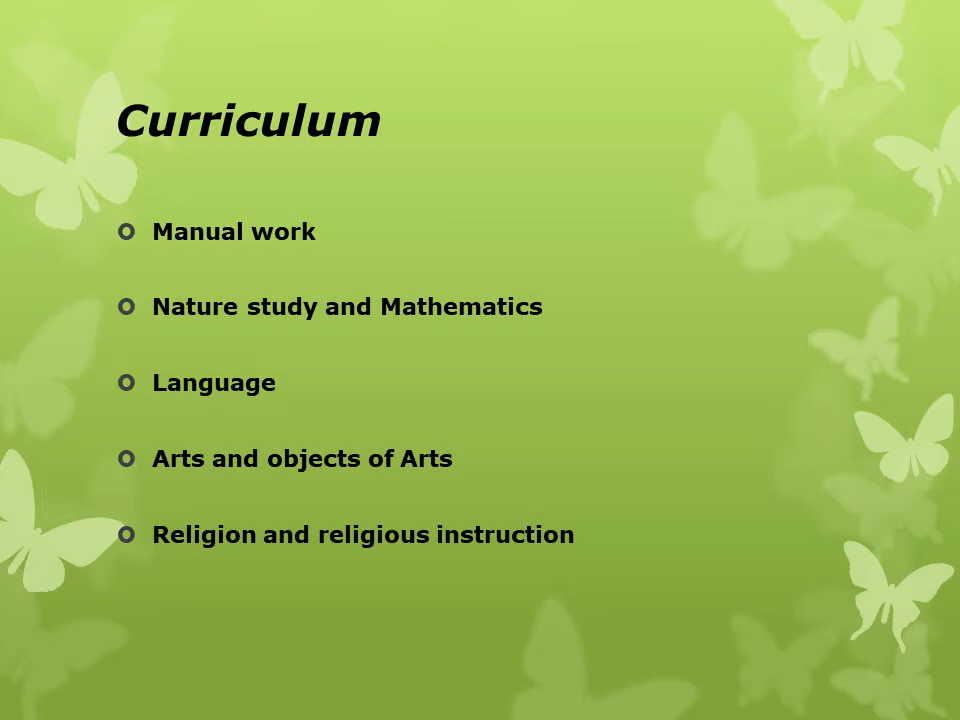 Curriculum
Manual work
Nature study and Mathematics
Language
Arts and objects of Arts
Religion and religious instruction